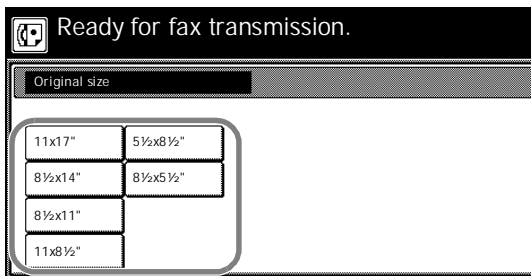 Ready for fax transmission.
Original size
11x17" 5½x8½"
8½x14" 8½x5½"
8½x11"
11x8½"